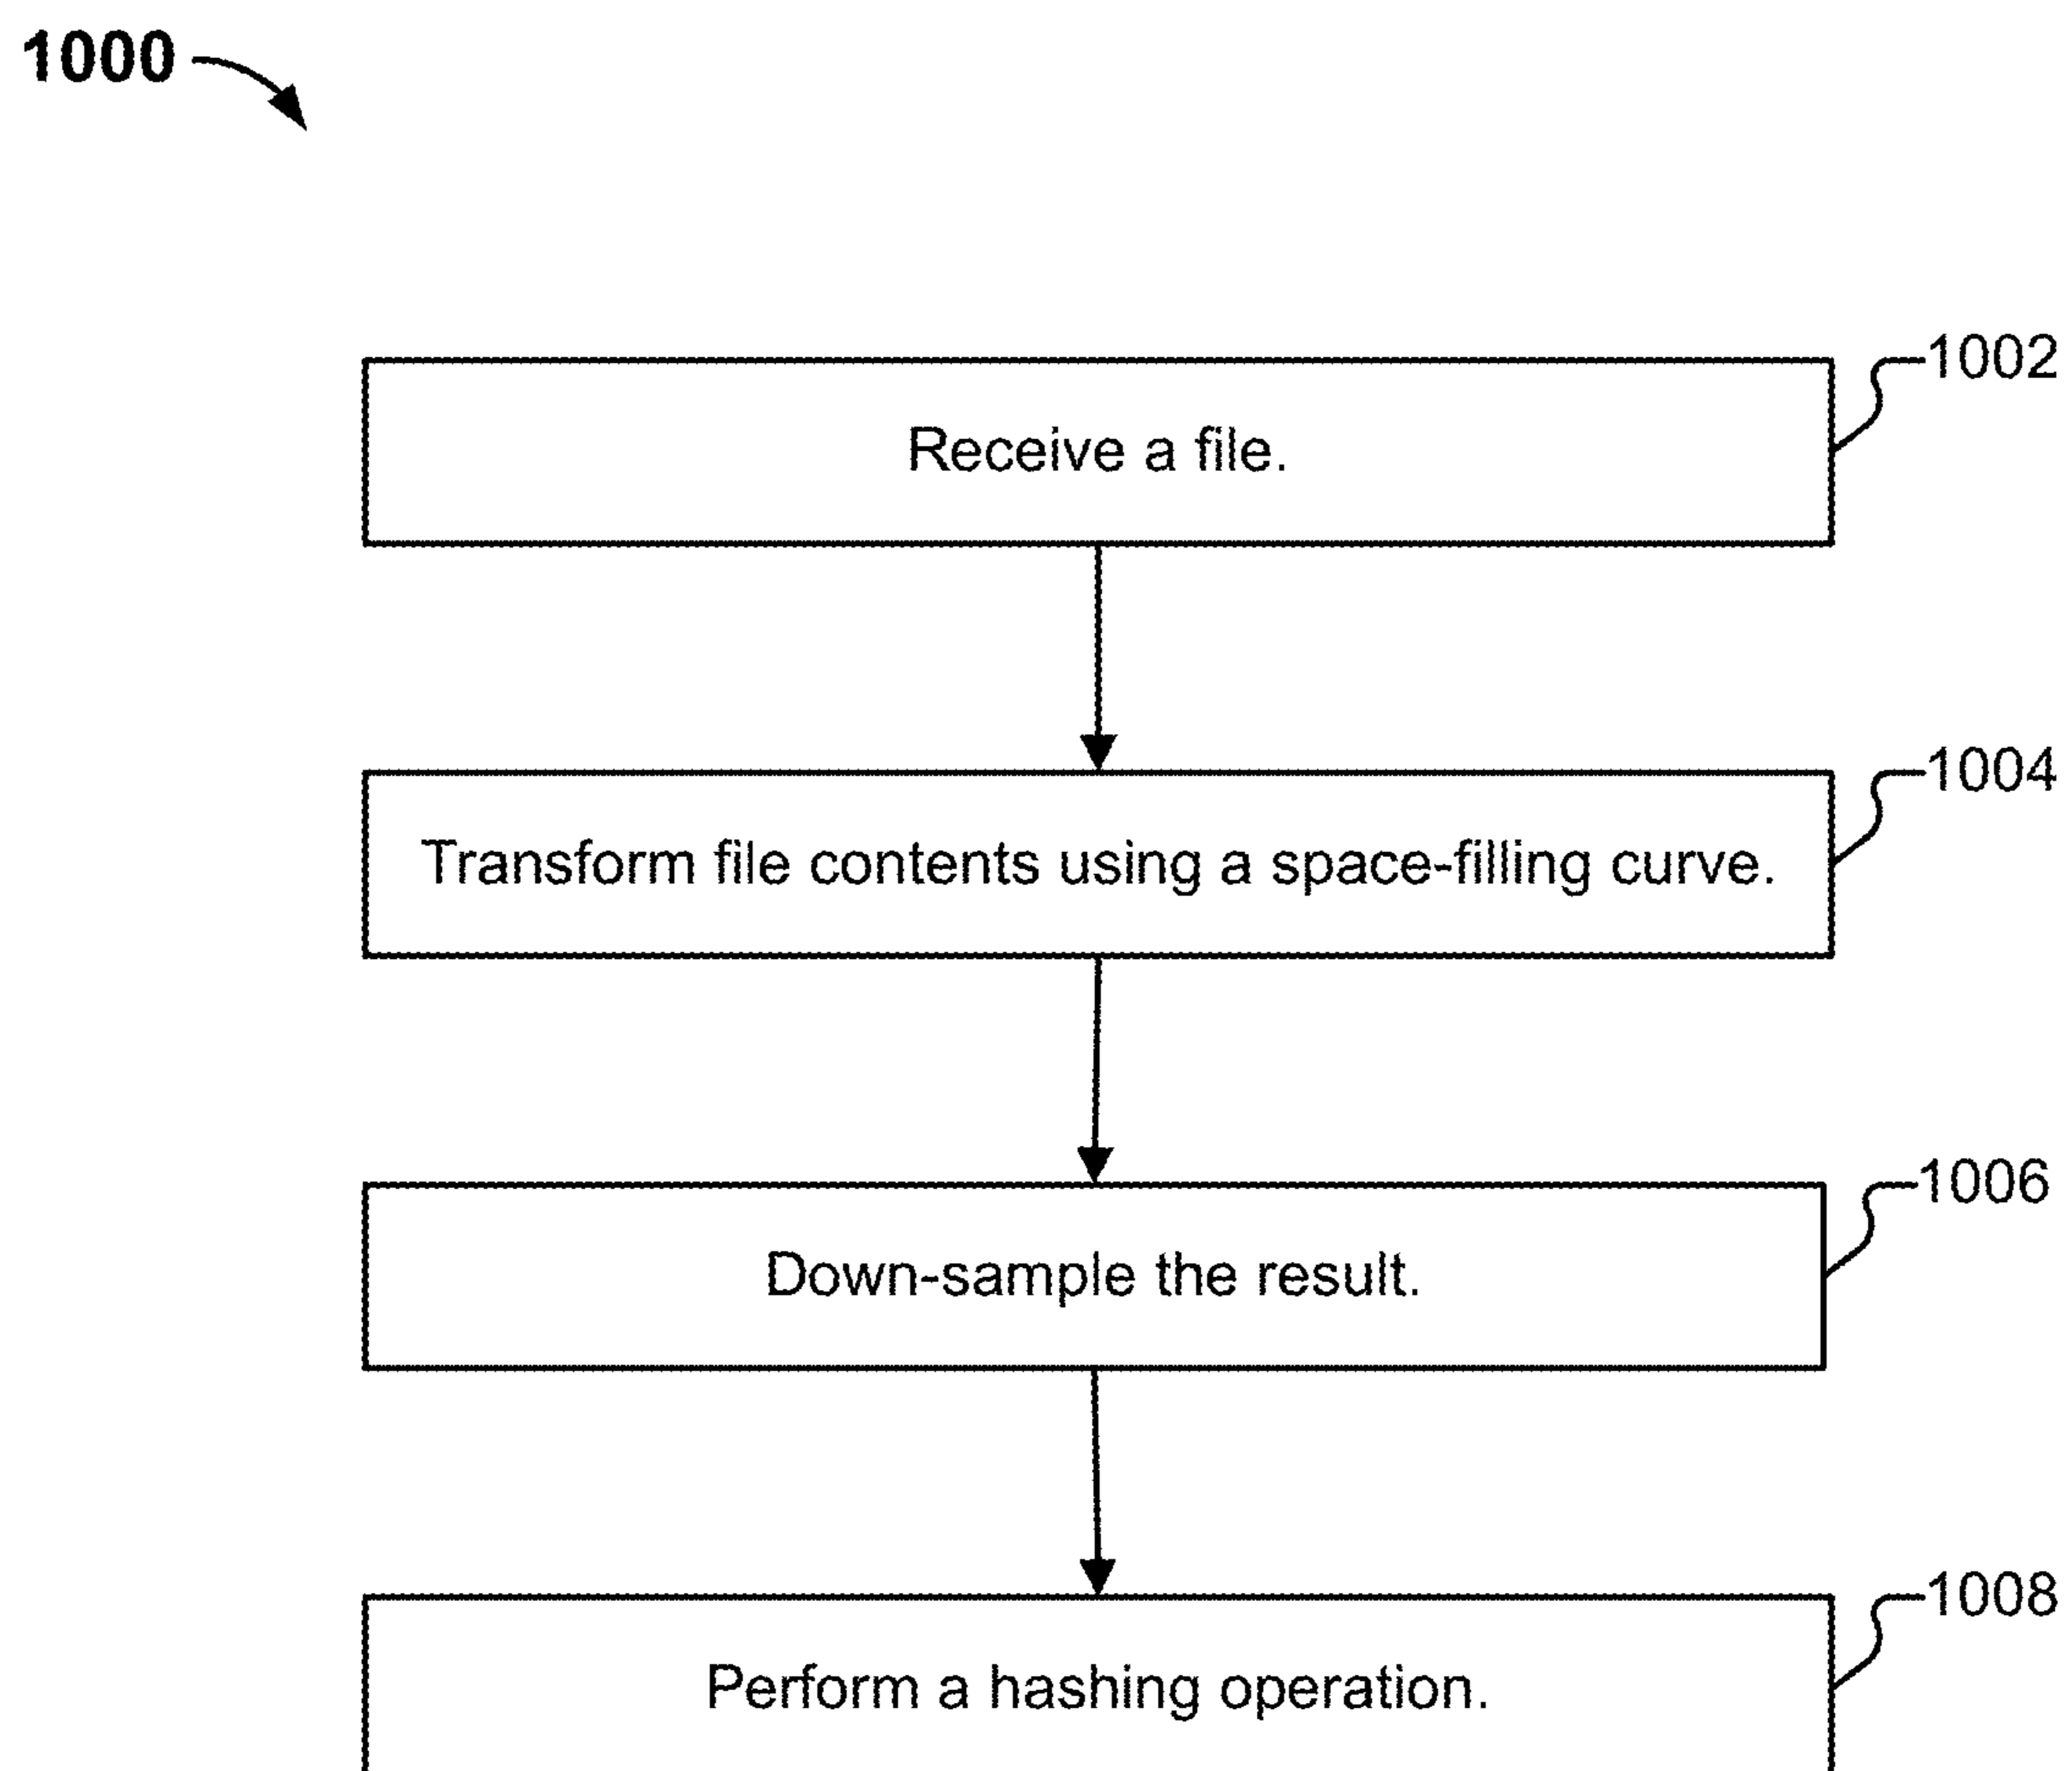 1000
1002
Receive a file.
1004
Transform file contents using a space-filling curve.
1006
Down-sample the result.
1008
Perform a hashing operation.